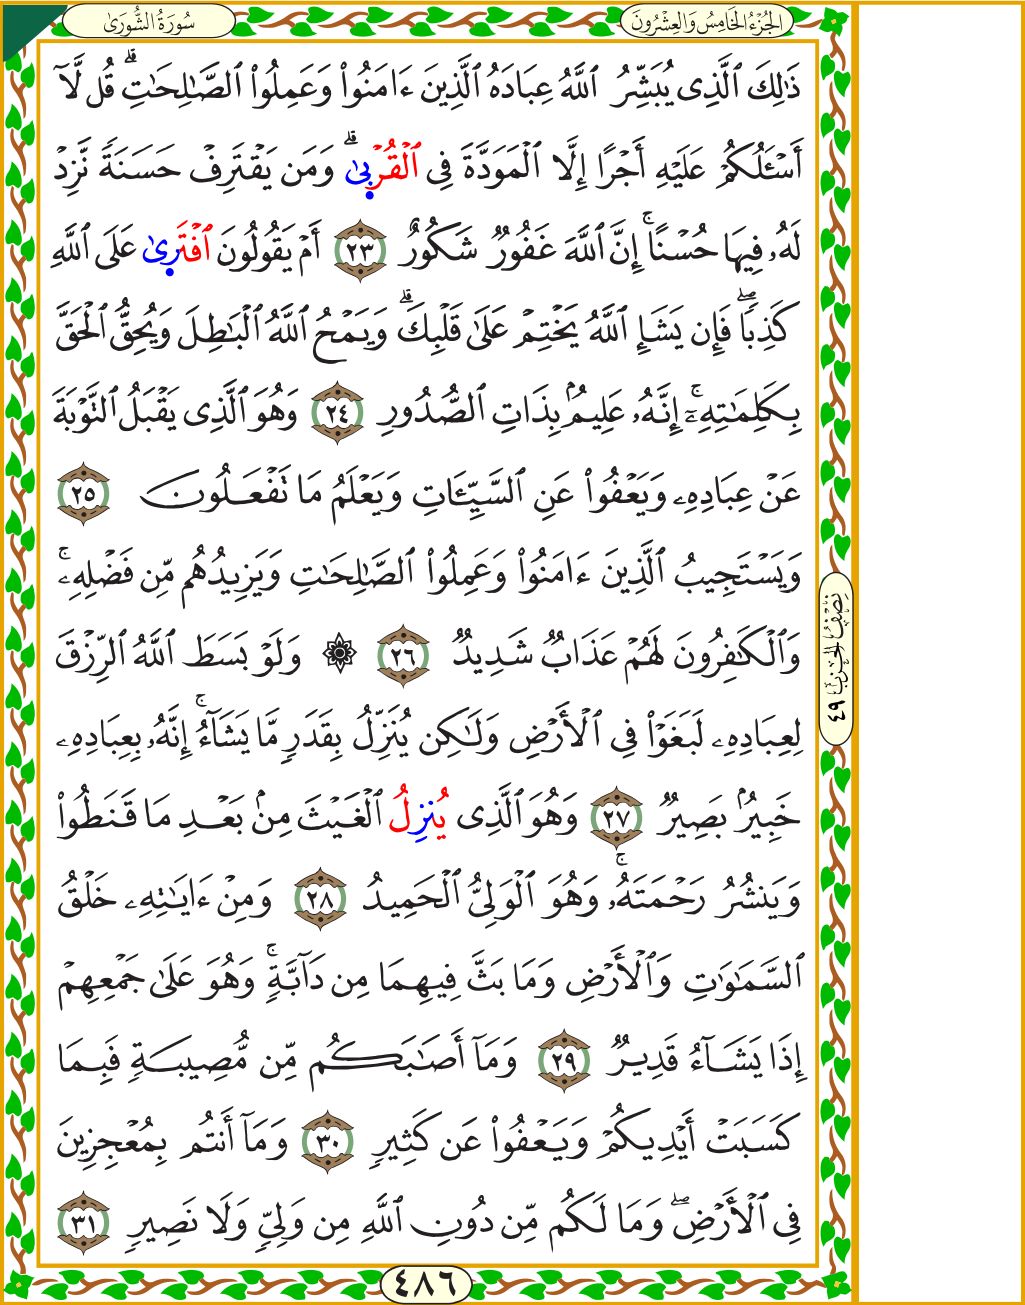 سُورَةُ الشُّورَىٰ
الجُزْءُ الخَامِسُ وَالعِشْرُونَ
ذَٰلِكَ ٱلَّذِى يُبَشِّرُ ٱللَّهُ عِبَادَهُ ٱلَّذِينَ ءَامَنُوا۟ وَعَمِلُوا۟ ٱلصَّـٰلِحَـٰتِ ۗ قُل لَّآ
أَسْـَٔلُكُمْ عَلَيْهِ أَجْرًا إِلَّا ٱلْمَوَدَّةَ فِى ٱلْقُرْبِىٰ ۗ وَمَن يَقْتَرِفْ حَسَنَةً نَّزِدْ
لَهُۥ فِيهَا حُسْنًا ۚ إِنَّ ٱللَّهَ غَفُورٌ شَكُورٌ ٢٣ أَمْ يَقُولُونَ ٱفْتَرِىٰ عَلَى ٱللَّهِ
كَذِبًا ۖ فَإِن يَشَإِ ٱللَّهُ يَخْتِمْ عَلَىٰ قَلْبِكَ ۗ وَيَمْحُ ٱللَّهُ ٱلْبَـٰطِلَ وَيُحِقُّ ٱلْحَقَّ
بِكَلِمَـٰتِهِۦٓ ۚ إِنَّهُۥ عَلِيمٌۢ بِذَاتِ ٱلصُّدُورِ ٢٤ وَهُوَ ٱلَّذِى يَقْبَلُ ٱلتَّوْبَةَ
عَنْ عِبَادِهِۦ وَيَعْفُوا۟ عَنِ ٱلسَّيِّـَٔاتِ وَيَعْلَمُ مَا تَفْعَلُونَ ٢٥
وَيَسْتَجِيبُ ٱلَّذِينَ ءَامَنُوا۟ وَعَمِلُوا۟ ٱلصَّـٰلِحَـٰتِ وَيَزِيدُهُم مِّن فَضْلِهِۦ ۚ
وَٱلْكَـٰفِرُونَ لَهُمْ عَذَابٌ شَدِيدٌ ٢٦ ۞ وَلَوْ بَسَطَ ٱللَّهُ ٱلرِّزْقَ
لِعِبَادِهِۦ لَبَغَوْا۟ فِى ٱلْأَرْضِ وَلَـٰكِن يُنَزِّلُ بِقَدَرٍ مَّا يَشَآءُ ۚ إِنَّهُۥ بِعِبَادِهِۦ
خَبِيرٌۢ بَصِيرٌ ٢٧ وَهُوَ ٱلَّذِى يُنزِلُ ٱلْغَيْثَ مِنۢ بَعْدِ مَا قَنَطُوا۟
وَيَنشُرُ رَحْمَتَهُۥ ۚ وَهُوَ ٱلْوَلِىُّ ٱلْحَمِيدُ ٢٨ وَمِنْ ءَايَـٰتِهِۦ خَلْقُ
ٱلسَّمَـٰوَٰتِ وَٱلْأَرْضِ وَمَا بَثَّ فِيهِمَا مِن دَآبَّةٍ ۚ وَهُوَ عَلَىٰ جَمْعِهِمْ
إِذَا يَشَآءُ قَدِيرٌ ٢٩ وَمَآ أَصَـٰبَكُم مِّن مُّصِيبَةٍ فَبِمَا
كَسَبَتْ أَيْدِيكُمْ وَيَعْفُوا۟ عَن كَثِيرٍ ٣٠ وَمَآ أَنتُم بِمُعْجِزِينَ
فِى ٱلْأَرْضِ ۖ وَمَا لَكُم مِّن دُونِ ٱللَّهِ مِن وَلِىٍّ وَلَا نَصِيرٍ ٣١
نِصْفُ الحِزْبِ ٤٩
٤٨٦